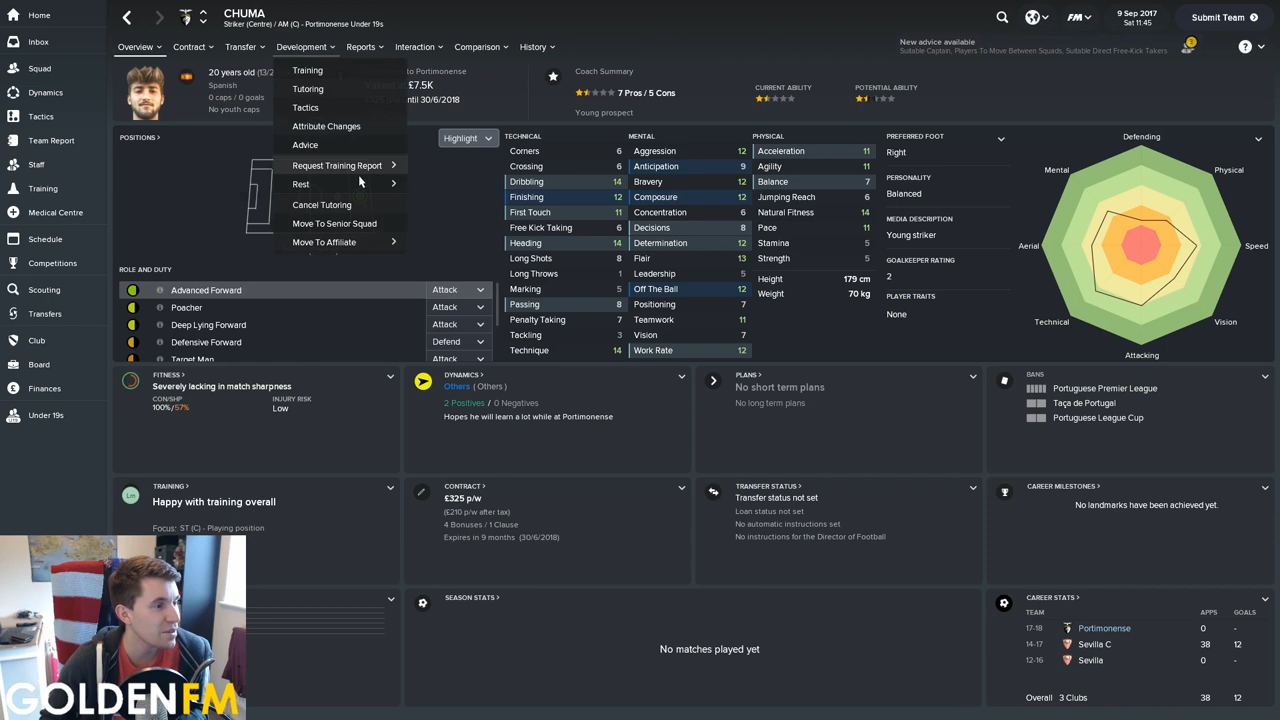 Home
Inbox
Squad
Dynamics
Tactics
Team Report
Staff
Training
Medical Centre
Schedule
Competitions
Scouting
Transfers
Club
Board
Finances
Under 19s
CHUMA
Striker (Centre) / AM (C) - Portimonense Under 19s
FM
9 Sep 2017
Sat 11:45
Submit Team
Overview
Contract
Transfer
Development
Reports
Interaction
Comparison
History
New advice available
Suitable Captain, Players To Move Between Squads, Suitable Direct Free-Kick Takers
3
?
20 years old (13/2
Spanish
0 caps / 0 goals
No youth caps
to Portimonense
£7.5K
until 30/6/2018
Training
Tutoring
Tactics
Attribute Changes
Advice
Request Training Report
Rest
Cancel Tutoring
Move To Senior Squad
Move To Affiliate
Coach Summary
7 Pros / 5 Cons
Young prospect
CURRENT ABILITY
POTENTIAL ABILITY
POSITIONS
Highlight
ROLE AND DUTY
Advanced Forward Attack
Poacher Attack
Deep Lying Forward Attack
Defensive Forward Defend
Target Man Attack
TECHNICAL
Corners 6
Crossing 6
Dribbling 14
Finishing 12
First Touch 11
Free Kick Taking 6
Heading 14
Long Shots 8
Long Throws 1
Marking 5
Passing 8
Penalty Taking 7
Tackling 3
Technique 14
MENTAL
Aggression 12
Anticipation 9
Bravery 12
Composure 12
Concentration 6
Decisions 8
Determination 12
Flair 13
Leadership 5
Off The Ball 12
Positioning 7
Teamwork 11
Vision 7
Work Rate 12
PHYSICAL
Acceleration 11
Agility 11
Balance 7
Jumping Reach 6
Natural Fitness 14
Pace 11
Stamina 5
Strength 5
Height 179 cm
Weight 70 kg
PREFERRED FOOT
Right
PERSONALITY
Balanced
MEDIA DESCRIPTION
Young striker
GOALKEEPER RATING
2
PLAYER TRAITS
None
Defending
Physical
Speed
Vision
Attacking
Technical
Aerial
Mental
FITNESS
Severely lacking in match sharpness
CON/SHP
100%/57%
INJURY RISK
Low
DYNAMICS
Others ( Others )
2 Positives / 0 Negatives
Hopes he will learn a lot while at Portimonense
PLANS
No short term plans
No long term plans
BANS
Portuguese Premier League
Taça de Portugal
Portuguese League Cup
TRAINING
Lm
Happy with training overall
Focus: ST (C) - Playing position
CONTRACT
£325 p/w
(£210 p/w after tax)
4 Bonuses / 1 Clause
Expires in 9 months (30/6/2018)
TRANSFER STATUS
Transfer status not set
Loan status not set
No automatic instructions set
No instructions for the Director of Football
CAREER MILESTONES
No landmarks have been achieved yet.
SEASON STATS
No matches played yet
CAREER STATS
TEAM APPS GOALS
17-18 Portimonense 0 -
14-17 Sevilla C 38 12
12-16 Sevilla 0 -
Overall 3 Clubs 38 12
GOLDENFM